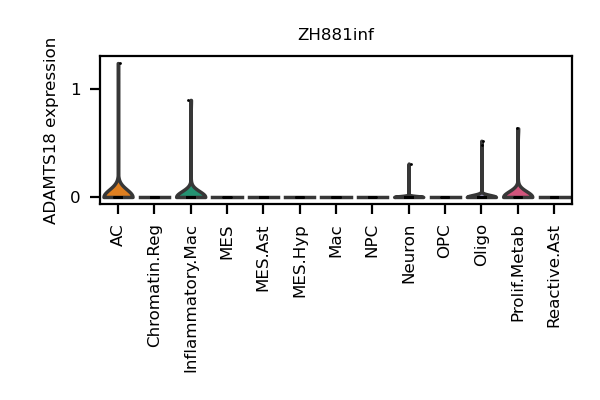 ZH881inf
ADAMTS18 expression
1
0
AC
Chromatin.Reg
Inflammatory.Mac
MES
MES.Ast
MES.Hyp
Mac
NPC
Neuron
OPC
Oligo
Prolif.Metab
Reactive.Ast